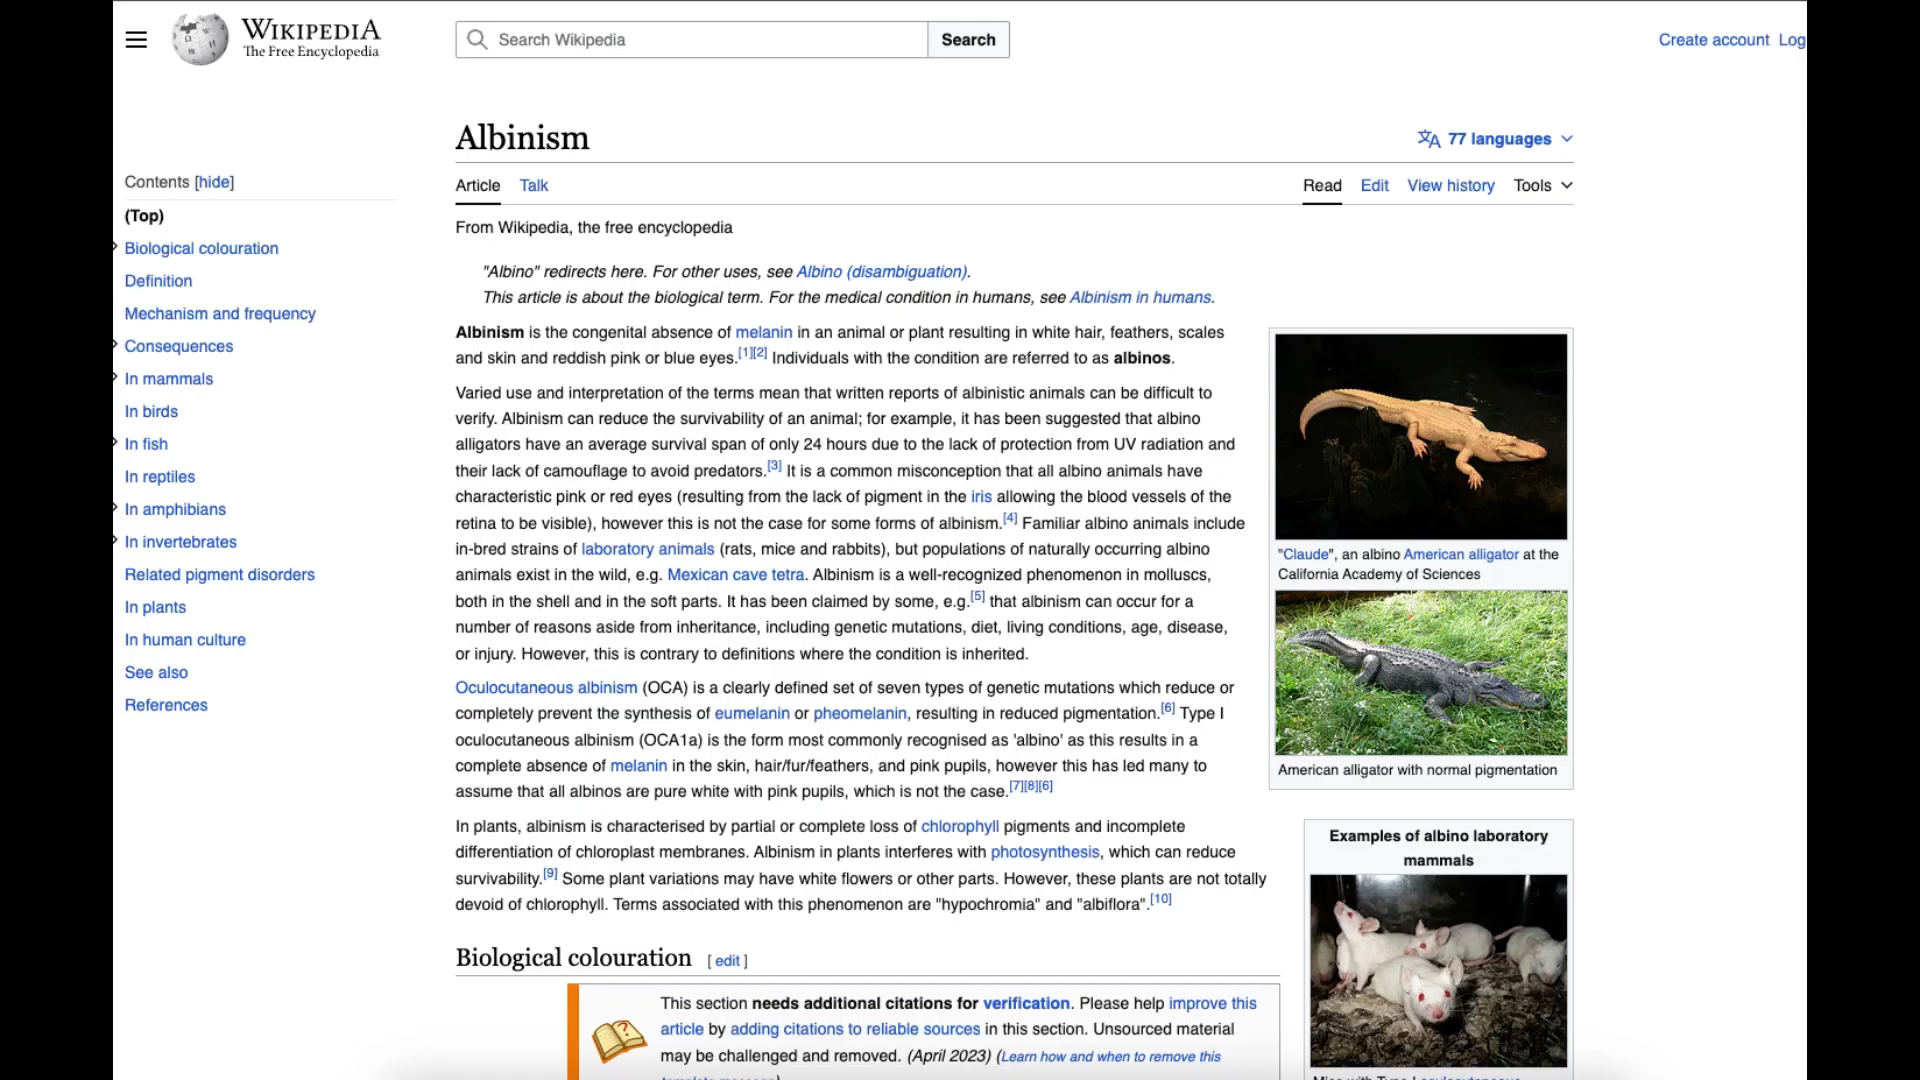 WIKIPEDIA
The Free Encyclopedia
Search Wikipedia
Search
Create account Log
Albinism
77 languages
Contents [hide]
(Top)
Biological colouration
Definition
Mechanism and frequency
Consequences
In mammals
In birds
In fish
In reptiles
In amphibians
In invertebrates
Related pigment disorders
In plants
In human culture
See also
References
Article Talk
Read Edit View history Tools
From Wikipedia, the free encyclopedia
"Albino" redirects here. For other uses, see Albino (disambiguation).
This article is about the biological term. For the medical condition in humans, see Albinism in humans.
Albinism is the congenital absence of melanin in an animal or plant resulting in white hair, feathers, scales
and skin and reddish pink or blue eyes.[1][2] Individuals with the condition are referred to as albinos.
Varied use and interpretation of the terms mean that written reports of albinistic animals can be difficult to
verify. Albinism can reduce the survivability of an animal; for example, it has been suggested that albino
alligators have an average survival span of only 24 hours due to the lack of protection from UV radiation and
their lack of camouflage to avoid predators.[3] It is a common misconception that all albino animals have
characteristic pink or red eyes (resulting from the lack of pigment in the iris allowing the blood vessels of the
retina to be visible), however this is not the case for some forms of albinism.[4] Familiar albino animals include
in-bred strains of laboratory animals (rats, mice and rabbits), but populations of naturally occurring albino
animals exist in the wild, e.g. Mexican cave tetra. Albinism is a well-recognized phenomenon in molluscs,
both in the shell and in the soft parts. It has been claimed by some, e.g.[5] that albinism can occur for a
number of reasons aside from inheritance, including genetic mutations, diet, living conditions, age, disease,
or injury. However, this is contrary to definitions where the condition is inherited.
Oculocutaneous albinism (OCA) is a clearly defined set of seven types of genetic mutations which reduce or
completely prevent the synthesis of eumelanin or pheomelanin, resulting in reduced pigmentation.[6] Type I
oculocutaneous albinism (OCA1a) is the form most commonly recognised as 'albino' as this results in a
complete absence of melanin in the skin, hair/fur/feathers, and pink pupils, however this has led many to
assume that all albinos are pure white with pink pupils, which is not the case.[7][8][6]
In plants, albinism is characterised by partial or complete loss of chlorophyll pigments and incomplete
differentiation of chloroplast membranes. Albinism in plants interferes with photosynthesis, which can reduce
survivability.[9] Some plant variations may have white flowers or other parts. However, these plants are not totally
devoid of chlorophyll. Terms associated with this phenomenon are "hypochromia" and "albiflora".[10]
"Claude", an albino American alligator at the
California Academy of Sciences
American alligator with normal pigmentation
Examples of albino laboratory
mammals
Biological colouration [ edit ]
This section needs additional citations for verification. Please help improve this
article by adding citations to reliable sources in this section. Unsourced material
may be challenged and removed. (April 2023) (Learn how and when to remove this